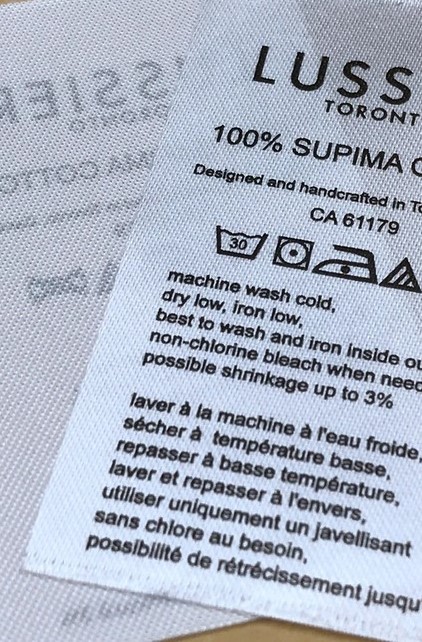 LUSS
TORONT
100% SUPIMA C
Designed and handcrafted in To
CA 61179
30
machine wash cold,
dry low, iron low,
best to wash and iron inside ou
non-chlorine bleach when need
possible shrinkage up to 3%
laver à la machine à l'eau froide,
sécher à température basse,
repasser à basse température,
laver et repasser à l'envers,
utiliser uniquement un javellisant
sans chlore au besoin,
possibilité de rétrécissement jusqu'